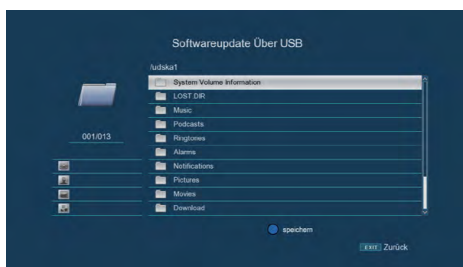 Softwareupdate Über USB
/udska1
System Volume Information
LOST.DIR
Music
Podcasts
001/013
Ringtones
Alarms
Notifications
Pictures
Movies
Download
speichern
EXIT Zurück